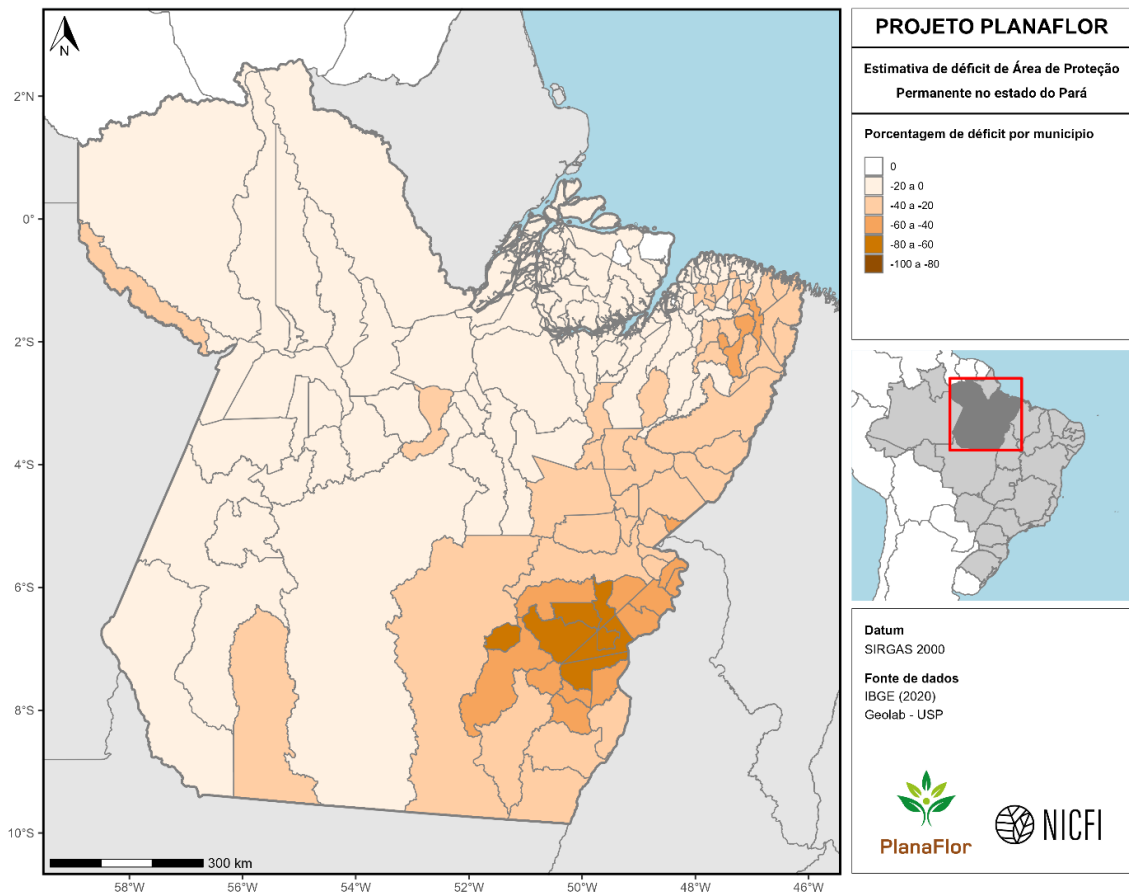 N
2°N
0°
2°S
4°S
6°S
8°S
10°S
300 km
58°W
56°W
54°W
52°W
50°W
48°W
46°W
PROJETO PLANAFLOR
Estimativa de déficit de Área de Proteção
Permanente no estado do Pará
Porcentagem de déficit por município
0
-20 a 0
-40 a -20
-60 a -40
-80 a -60
-100 a -80
Datum
SIRGAS 2000
Fonte de dados
IBGE (2020)
Geolab - USP
PlanaFlor
NICFI